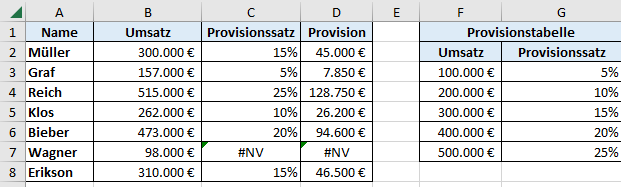 A B C D E F G
1 Name Umsatz Provisionssatz Provision Provisionstabelle
2 Müller 300.000 € 15% 45.000 € Umsatz Provisionssatz
3 Graf 157.000 € 5% 7.850 € 100.000 € 5%
4 Reich 515.000 € 25% 128.750 € 200.000 € 10%
5 Klos 262.000 € 10% 26.200 € 300.000 € 15%
6 Bieber 473.000 € 20% 94.600 € 400.000 € 20%
7 Wagner 98.000 € #NV #NV 500.000 € 25%
8 Erikson 310.000 € 15% 46.500 €